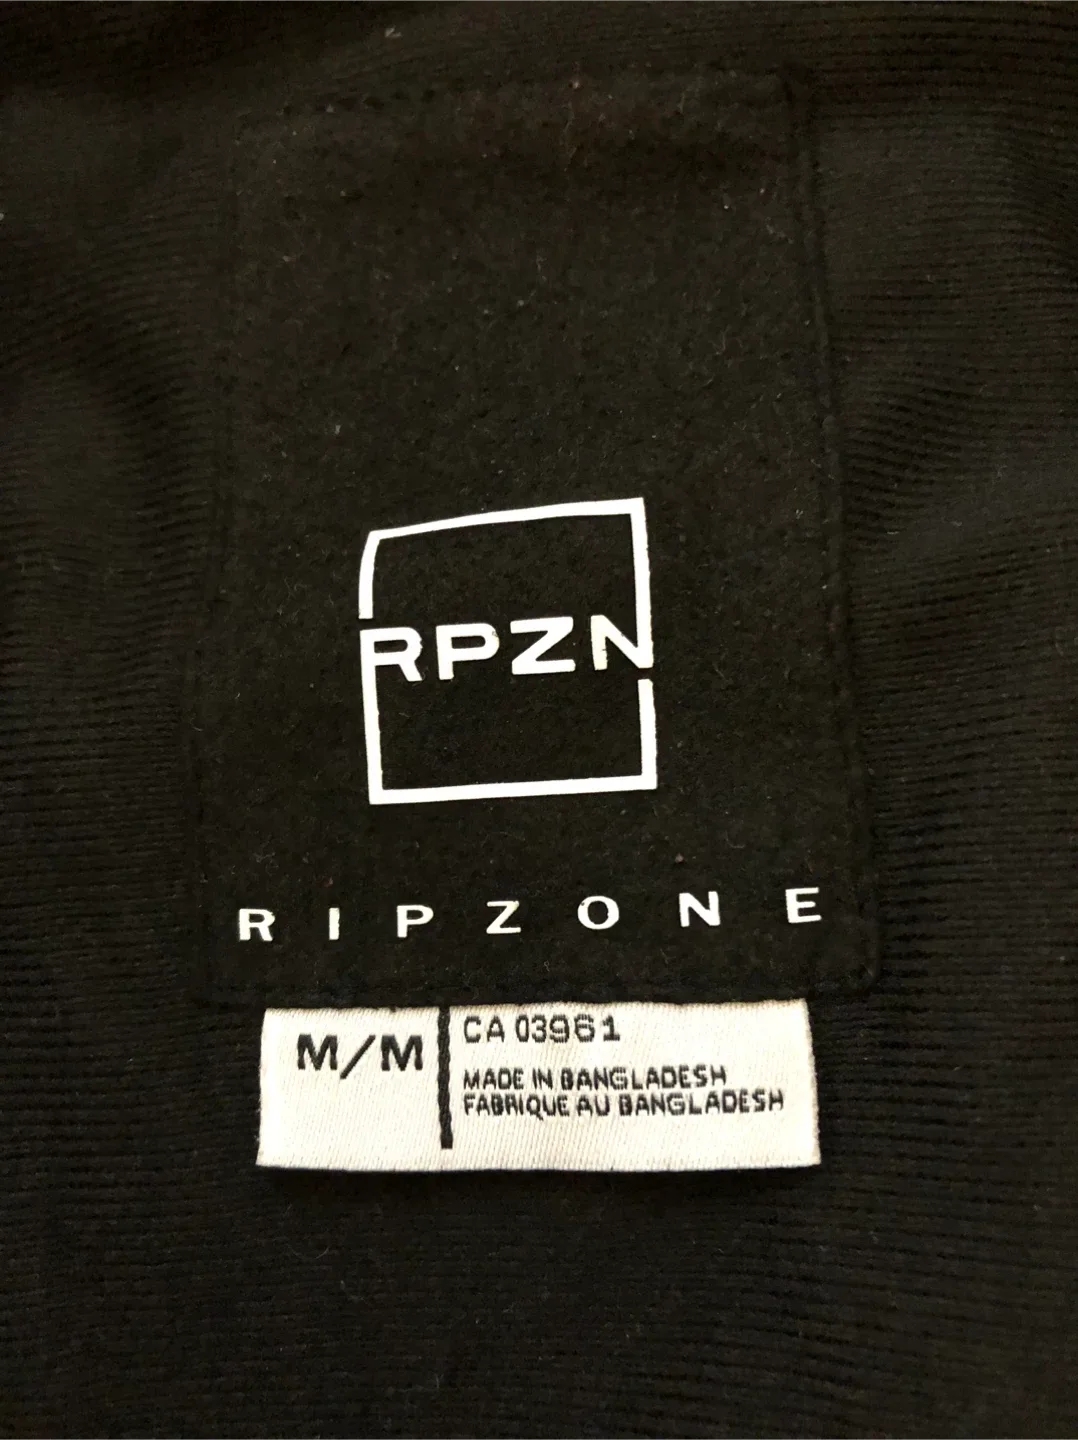 RPZN
RIPZONE
M/M
CA 03961
MADE IN BANGLADESH
FABRIQUE AU BANGLADESH